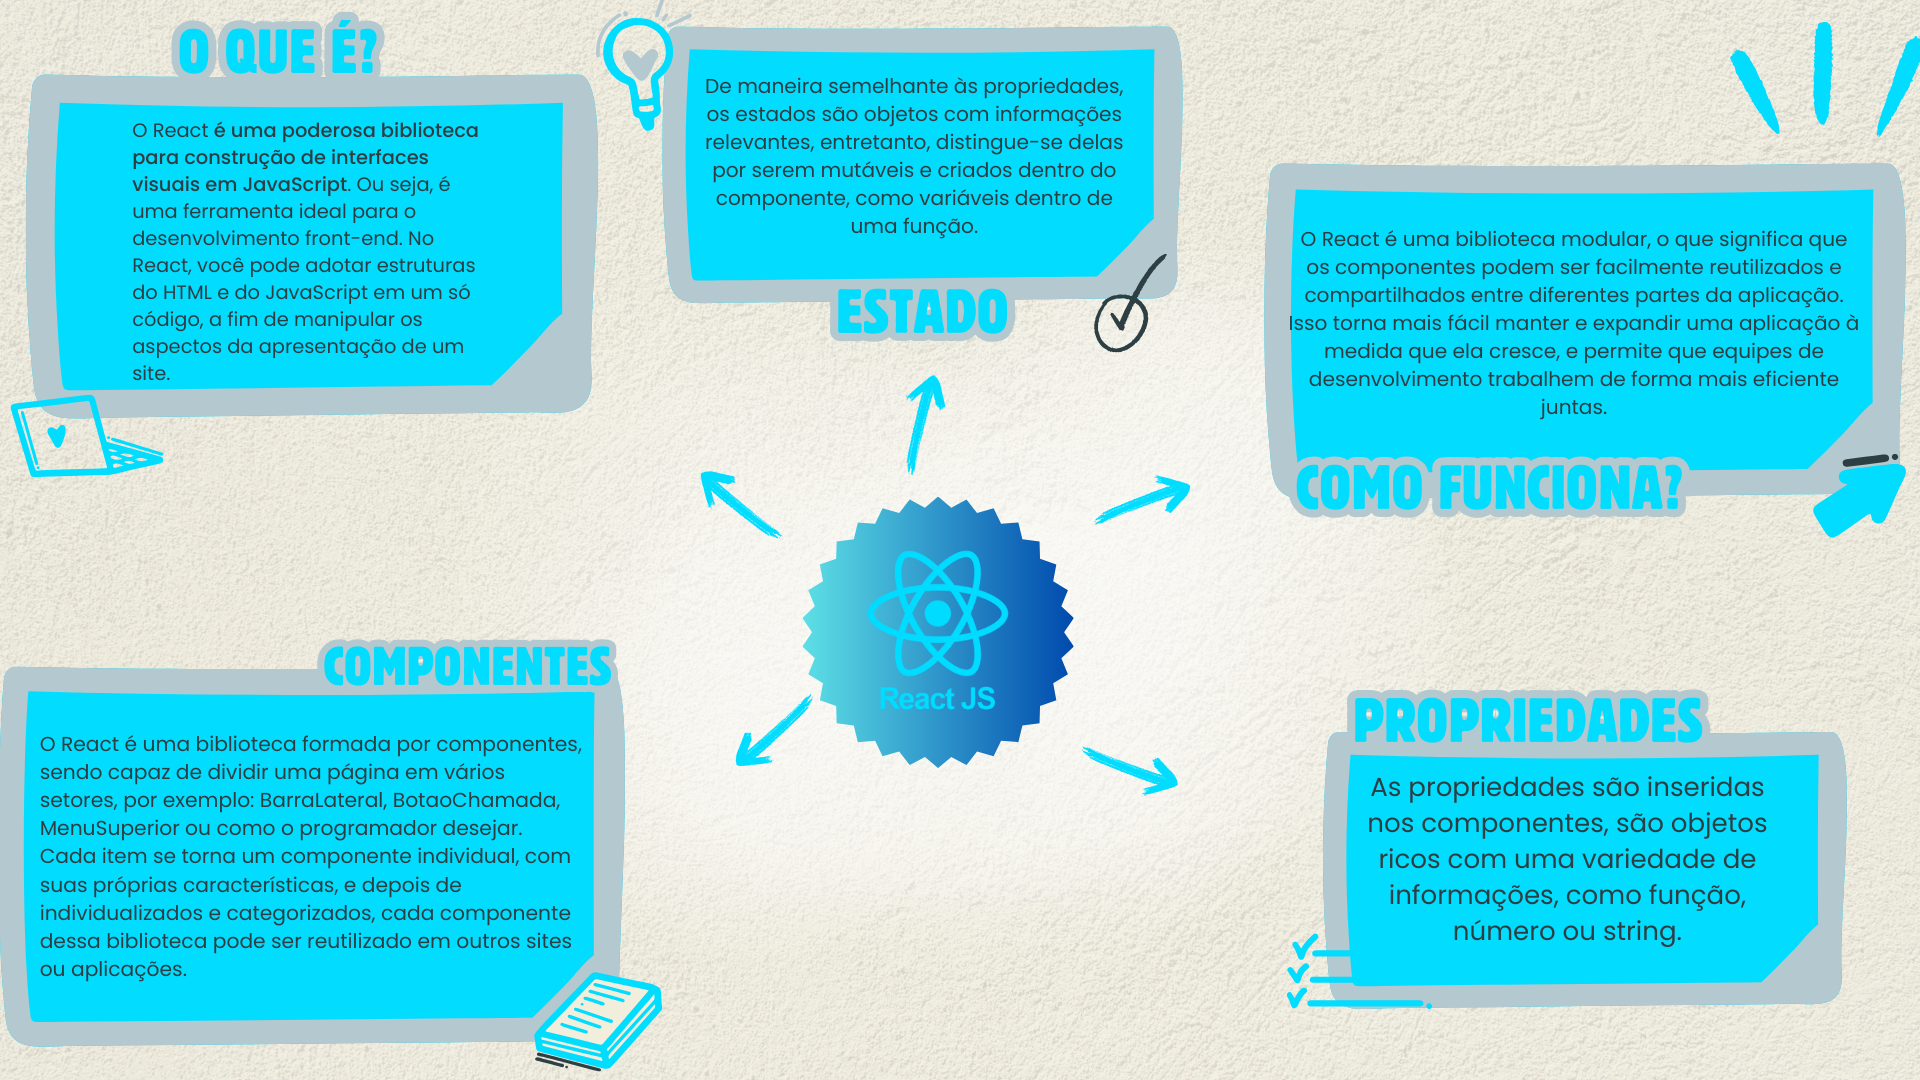 O QUE É?
O React é uma poderosa biblioteca
para construção de interfaces
visuais em JavaScript. Ou seja, é
uma ferramenta ideal para o
desenvolvimento front-end. No
React, você pode adotar estruturas
do HTML e do JavaScript em um só
código, a fim de manipular os
aspectos da apresentação de um
site.
De maneira semelhante às propriedades,
os estados são objetos com informações
relevantes, entretanto, distingue-se delas
por serem mutáveis e criados dentro do
componente, como variáveis dentro de
uma função.
ESTADO
O React é uma biblioteca modular, o que significa que
os componentes podem ser facilmente reutilizados e
compartilhados entre diferentes partes da aplicação.
Isso torna mais fácil manter e expandir uma aplicação à
medida que ela cresce, e permite que equipes de
desenvolvimento trabalhem de forma mais eficiente
juntas.
COMO FUNCIONA?
React JS
COMPONENTES
O React é uma biblioteca formada por componentes,
sendo capaz de dividir uma página em vários
setores, por exemplo: BarraLateral, BotaoChamada,
MenuSuperior ou como o programador desejar.
Cada item se torna um componente individual, com
suas próprias características, e depois de
individualizados e categorizados, cada componente
dessa biblioteca pode ser reutilizado em outros sites
ou aplicações.
PROPRIEDADES
As propriedades são inseridas
nos componentes, são objetos
ricos com uma variedade de
informações, como função,
número ou string.